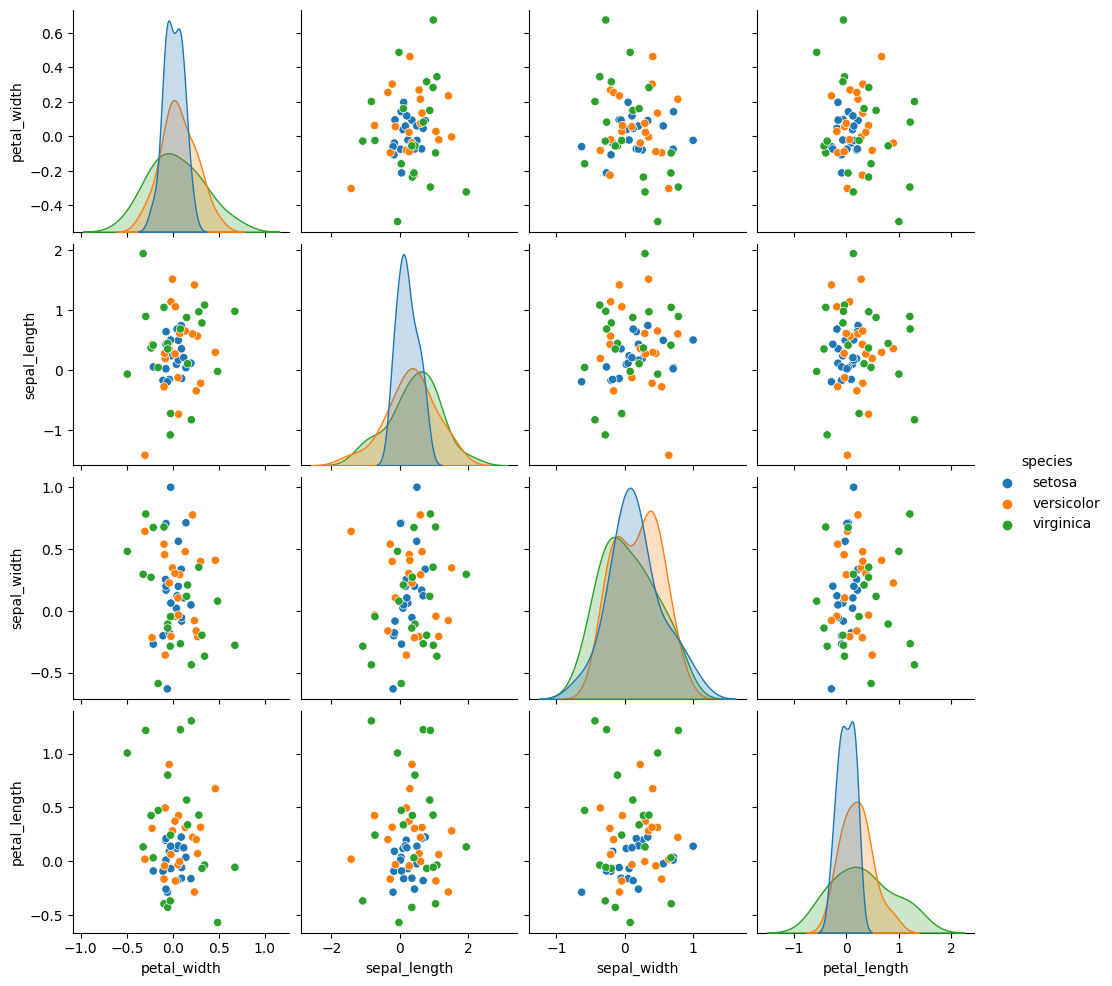 petal_width
0.6
0.4
0.2
0.0
−0.2
−0.4
sepal_length
2
1
0
−1
species
setosa
versicolor
virginica
sepal_width
1.0
0.5
0.0
−0.5
petal_length
1.0
0.5
0.0
−0.5
−1.0 −0.5 0.0 0.5 1.0
−2 0 2
−1 0 1
−1 0 1 2
petal_width sepal_length sepal_width petal_length